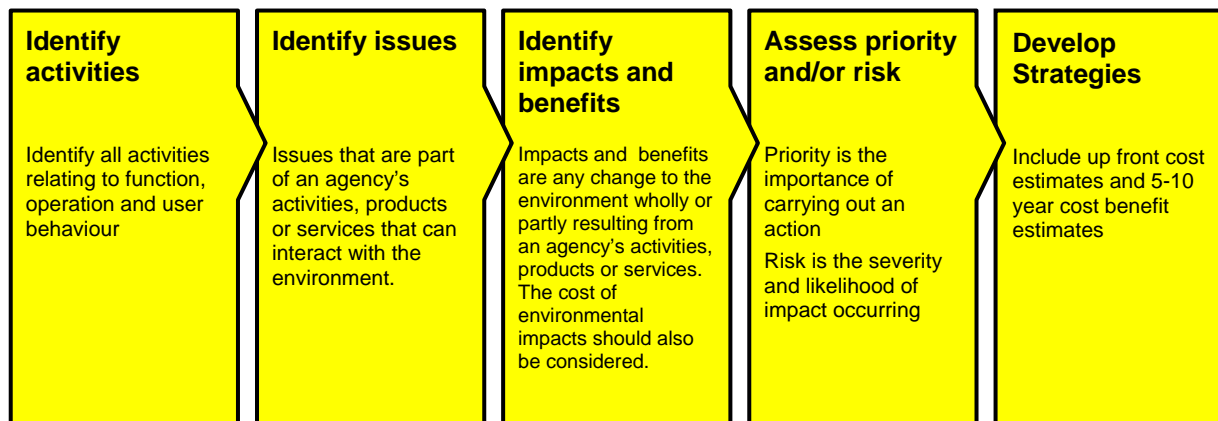 Identify
activities
Identify all activities
relating to function,
operation and user
behaviour
Identify issues
Issues that are part
of an agency's
activities, products
or services that can
interact with the
environment.
Identify
impacts and
benefits
Impacts and  benefits
are any change to the
environment wholly or
partly resulting from
an agency's activities,
products or services.
The cost of
environmental
impacts should also
be considered.
Assess priority
and/or risk
Priority is the
importance of
carrying out an
action
Risk is the severity
and likelihood of
impact occurring
Develop
Strategies
Include up front cost
estimates and 5-10
year cost benefit
estimates